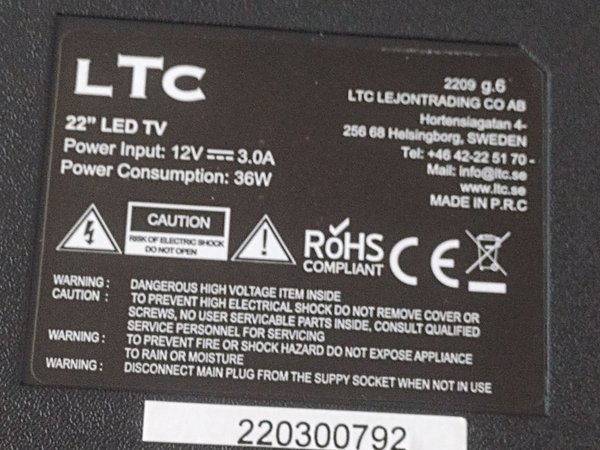 LTC
22" LED TV
Power Input: 12V 3.0A
Power Consumption: 36W
2209 g.6
LTC LEJONTRADING CO AB
Hortensiagatan 4-
256 68 Helsingborg, SWEDEN
Tel: +46 42-22 51 70 -
Mail: info@ltc.se
www.ltc.se
MADE IN P.R.C
CAUTION
RISK OF ELECTRIC SHOCK
DO NOT OPEN
RoHS
COMPLIANT
CE
WARNING : DANGEROUS HIGH VOLTAGE ITEM INSIDE
CAUTION : TO PREVENT HIGH ELECTRICAL SHOCK DO NOT REMOVE COVER OR
SCREWS, NO USER SERVICABLE PARTS INSIDE, CONSULT QUALIFIED
SERVICE PERSONNEL FOR SERVICING
WARNING : TO PREVENT FIRE OR SHOCK HAZARD DO NOT EXPOSE APPLIANCE
TO RAIN OR MOISTURE
WARNING : DISCONNECT MAIN PLUG FROM THE SUPPY SOCKET WHEN NOT IN USE
220300792